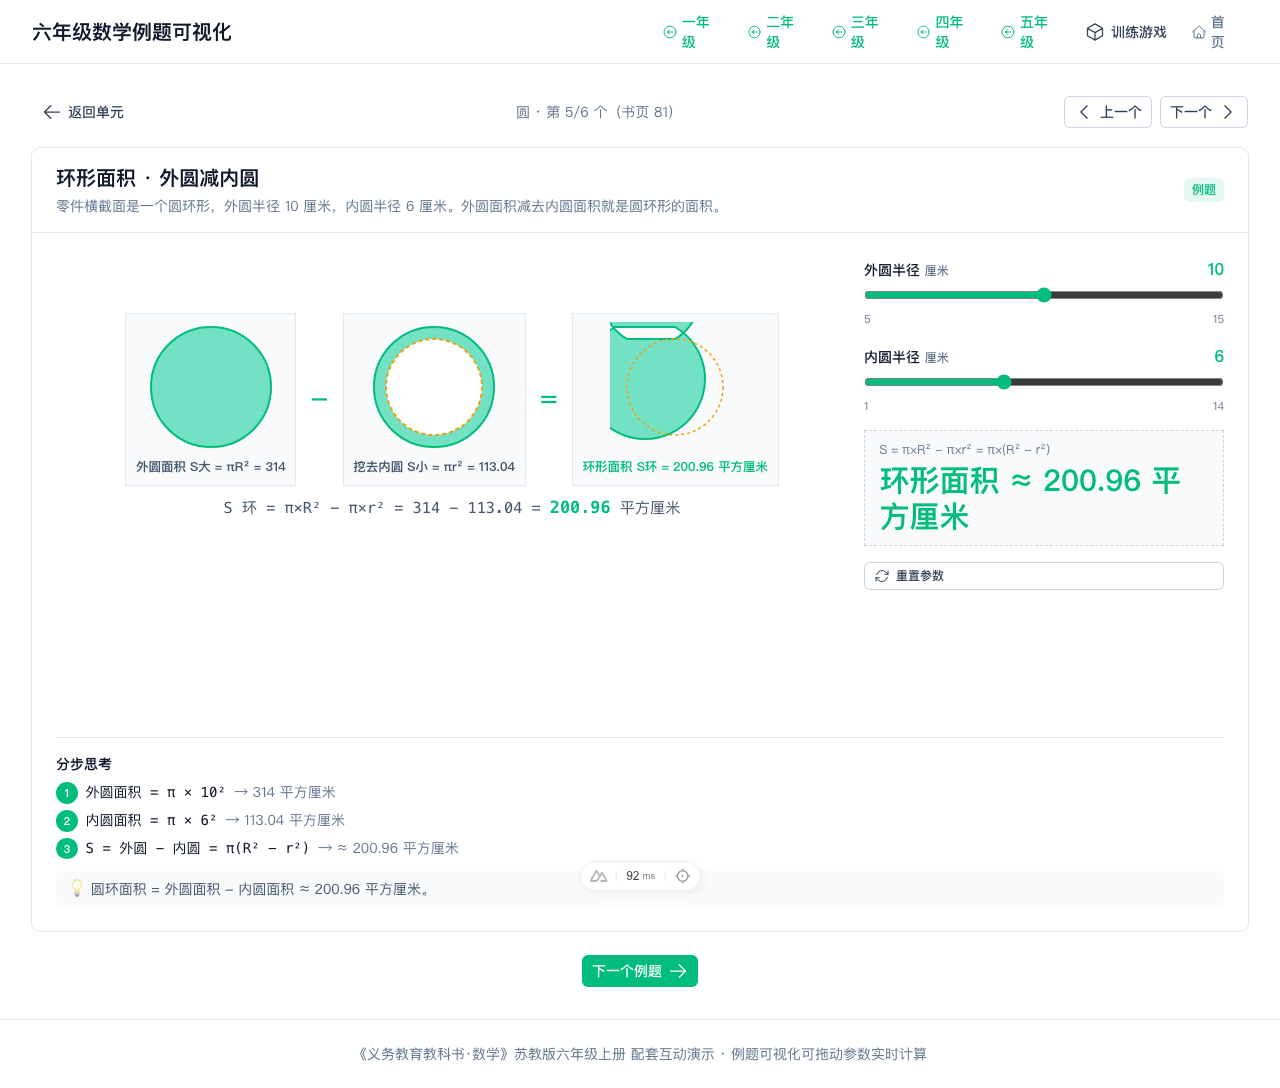 六年级数学例题可视化
一年级
二年级
三年级
四年级
五年级
训练游戏
首页
返回单元
圆 · 第 5/6 个（书页 81）
上一个
下一个
环形面积 · 外圆减内圆
零件横截面是一个圆环形，外圆半径 10 厘米，内圆半径 6 厘米。外圆面积减去内圆面积就是圆环形的面积。
例题
外圆面积 S大 = πR² = 314
−
挖去内圆 S小 = πr² = 113.04
=
环形面积 S环 = 200.96 平方厘米
S 环 = π×R² − π×r² = 314 − 113.04 = 200.96 平方厘米
外圆半径 厘米
10
5
15
内圆半径 厘米
6
1
14
S = π×R² − π×r² = π×(R² − r²)
环形面积 ≈ 200.96 平
方厘米
重置参数
分步思考
1 外圆面积 = π × 10² → 314 平方厘米
2 内圆面积 = π × 6² → 113.04 平方厘米
3 S = 外圆 − 内圆 = π(R² − r²) → ≈ 200.96 平方厘米
💡 圆环面积 = 外圆面积 − 内圆面积 ≈ 200.96 平方厘米。
92 ms
下一个例题 →
《义务教育教科书·数学》苏教版六年级上册 配套互动演示 · 例题可视化可拖动参数实时计算